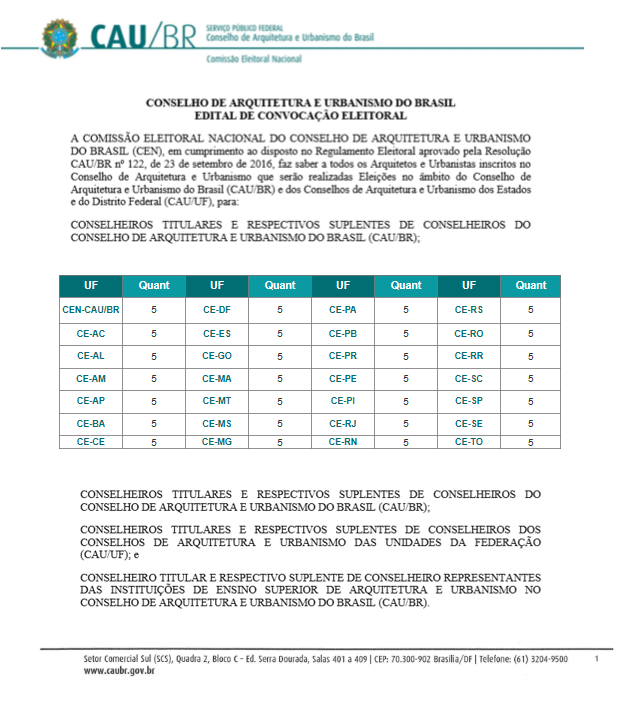 CAU/BR
SERVIÇO PÚBLICO FEDERAL
Conselho de Arquitetura e Urbanismo do Brasil
Comissão Eleitoral Nacional
CONSELHO DE ARQUITETURA E URBANISMO DO BRASIL
EDITAL DE CONVOCAÇÃO ELEITORAL
A COMISSÃO ELEITORAL NACIONAL DO CONSELHO DE ARQUITETURA E URBANISMO
DO BRASIL (CEN), em cumprimento ao disposto no Regulamento Eleitoral aprovado pela Resolução
CAU/BR nº 122, de 23 de setembro de 2016, faz saber a todos os Arquitetos e Urbanistas inscritos no
Conselho de Arquitetura e Urbanismo que serão realizadas Eleições no âmbito do Conselho de
Arquitetura e Urbanismo do Brasil (CAU/BR) e dos Conselhos de Arquitetura e Urbanismo dos Estados
e do Distrito Federal (CAU/UF), para:
CONSELHEIROS TITULARES E RESPECTIVOS SUPLENTES DE CONSELHEIROS DO
CONSELHO DE ARQUITETURA E URBANISMO DO BRASIL (CAU/BR);
UF Quant UF Quant UF Quant UF Quant
CEN-CAU/BR 5 CE-DF 5 CE-PA 5 CE-RS 5
CE-AC 5 CE-ES 5 CE-PB 5 CE-RO 5
CE-AL 5 CE-GO 5 CE-PR 5 CE-RR 5
CE-AM 5 CE-MA 5 CE-PE 5 CE-SC 5
CE-AP 5 CE-MT 5 CE-PI 5 CE-SP 5
CE-BA 5 CE-MS 5 CE-RJ 5 CE-SE 5
CE-CE 5 CE-MG 5 CE-RN 5 CE-TO 5
CONSELHEIROS TITULARES E RESPECTIVOS SUPLENTES DE CONSELHEIROS DO
CONSELHO DE ARQUITETURA E URBANISMO DO BRASIL (CAU/BR);
CONSELHEIROS TITULARES E RESPECTIVOS SUPLENTES DE CONSELHEIROS DOS
CONSELHOS DE ARQUITETURA E URBANISMO DAS UNIDADES DA FEDERAÇÃO
(CAU/UF); e
CONSELHEIRO TITULAR E RESPECTIVO SUPLENTE DE CONSELHEIRO REPRESENTANTES
DAS INSTITUIÇÕES DE ENSINO SUPERIOR DE ARQUITETURA E URBANISMO NO
CONSELHO DE ARQUITETURA E URBANISMO DO BRASIL (CAU/BR).
Setor Comercial Sul (SCS), Quadra 2, Bloco C – Ed. Serra Dourada, Salas 401 a 409 | CEP: 70.300-902 Brasília/DF | Telefone: (61) 3204-9500 1
www.caubr.gov.br